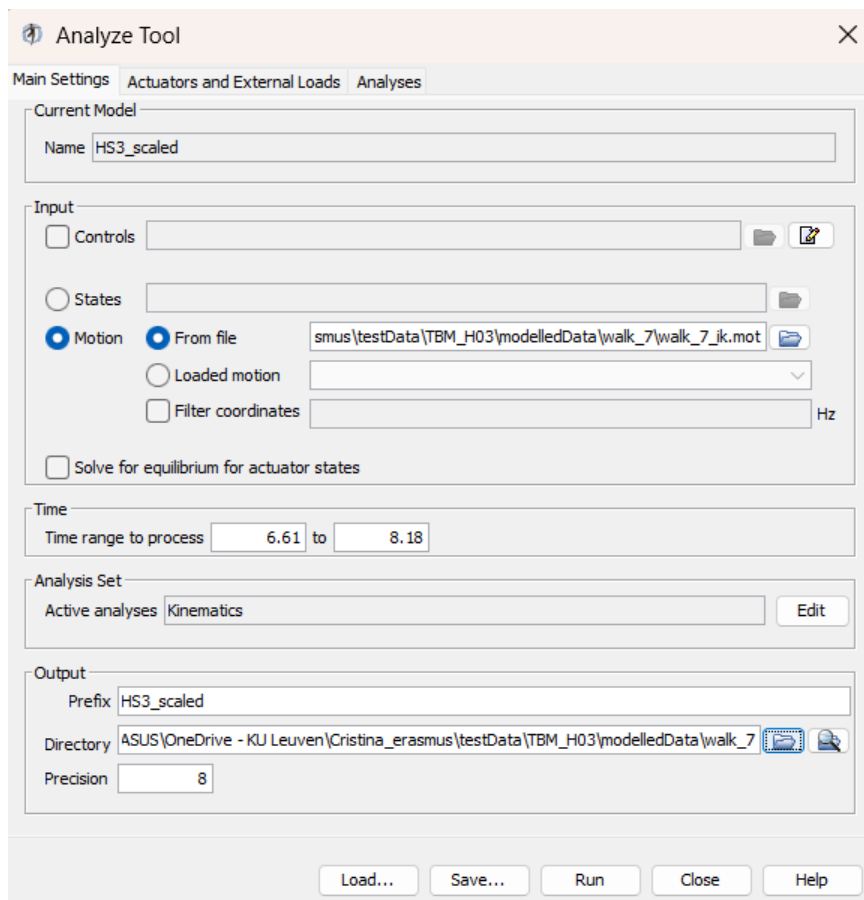 Analyze Tool
Main Settings Actuators and External Loads Analyses
Current Model
Name HS3_scaled
Input
Controls
States
Motion From file smus\testData\TBM_H03\modelledData\walk_7\walk_7_ik.mot
Loaded motion
Filter coordinates Hz
Solve for equilibrium for actuator states
Time
Time range to process 6.61 to 8.18
Analysis Set
Active analyses Kinematics Edit
Output
Prefix HS3_scaled
Directory ASUS\OneDrive - KU Leuven\Cristina_erasmus\testData\TBM_H03\modelledData\walk_7
Precision 8
Load... Save... Run Close Help